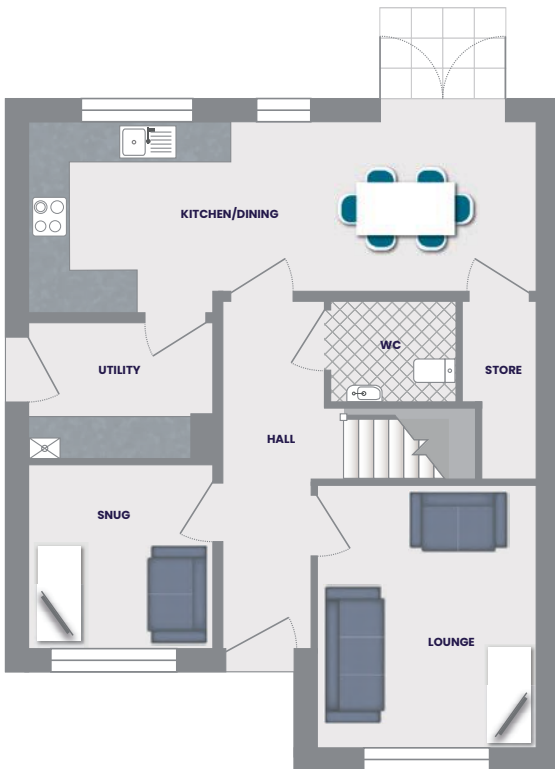 KITCHEN/DINING
WC
UTILITY
STORE
HALL
SNUG
LOUNGE